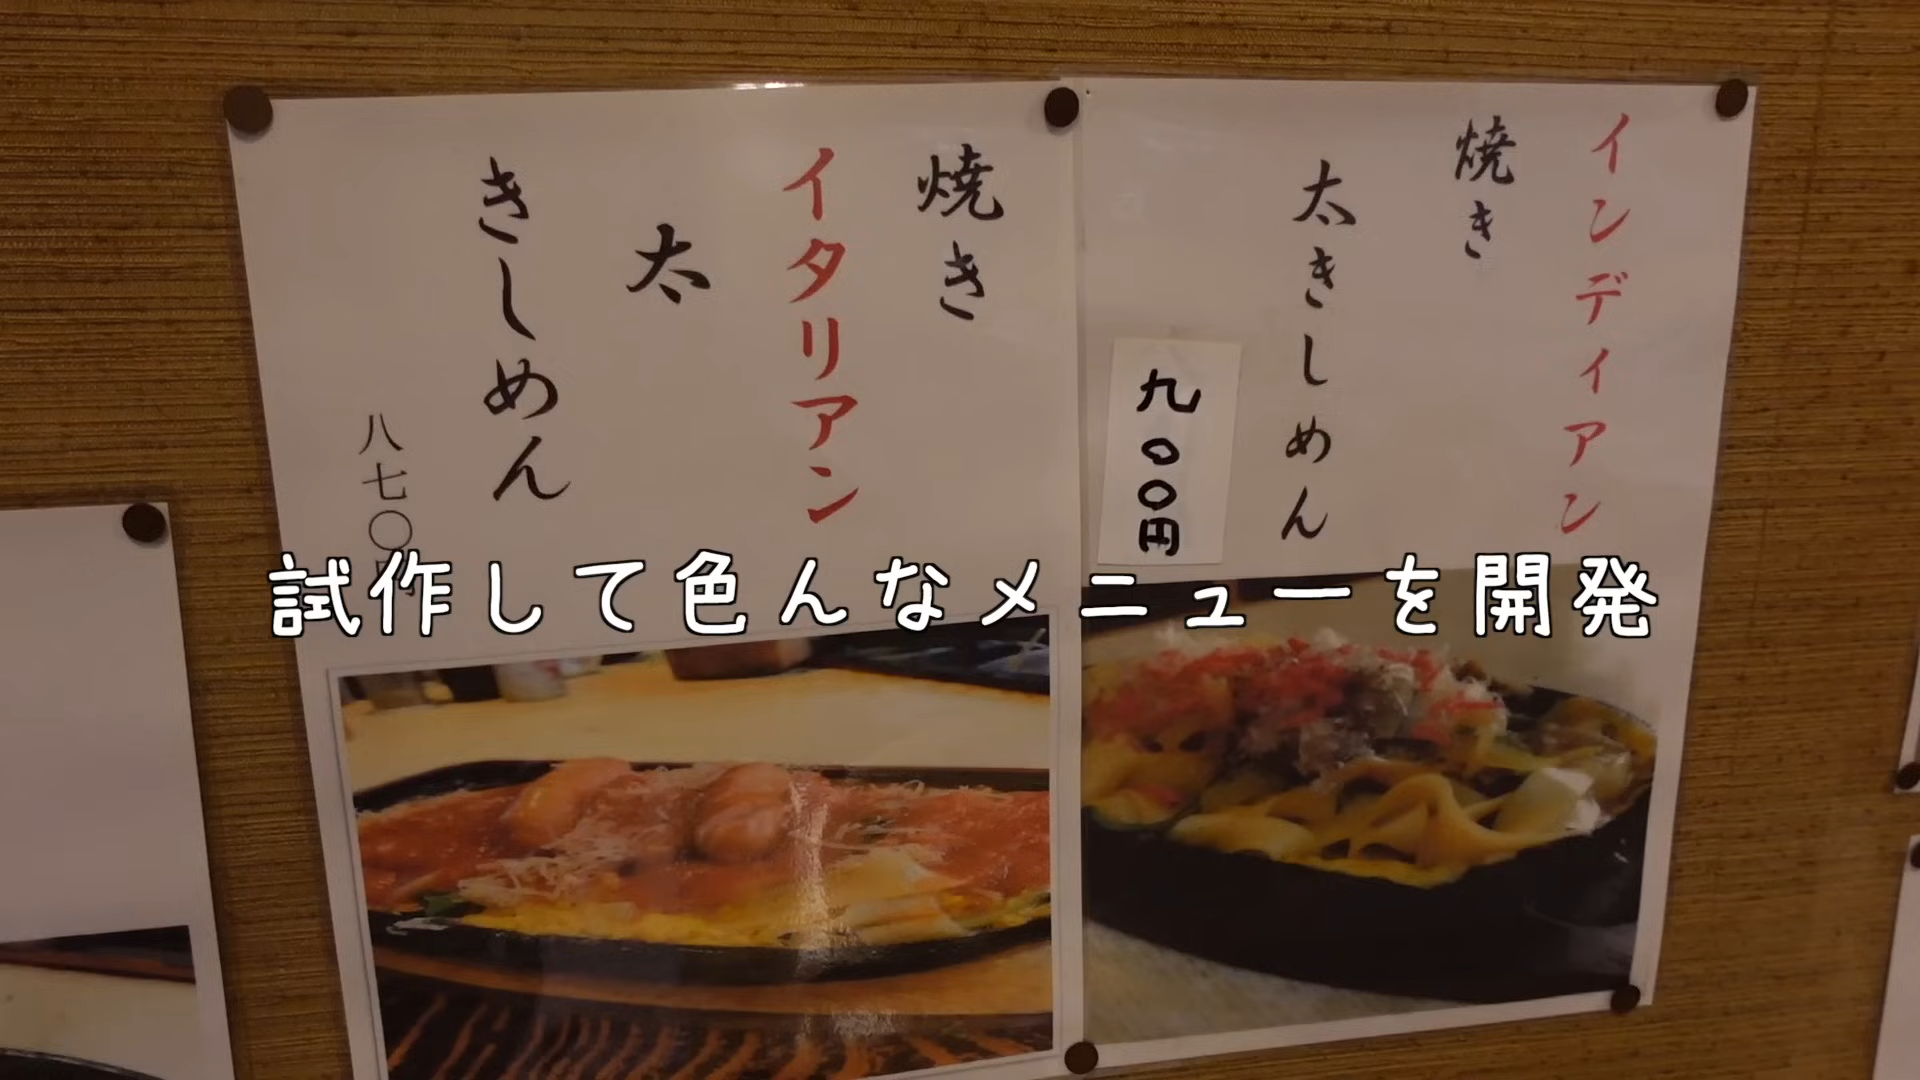 インディアン
焼き
太きしめん
九〇〇円
焼き
イタリアン
太
きしめん
八七〇
試作して色んなメニューを開発